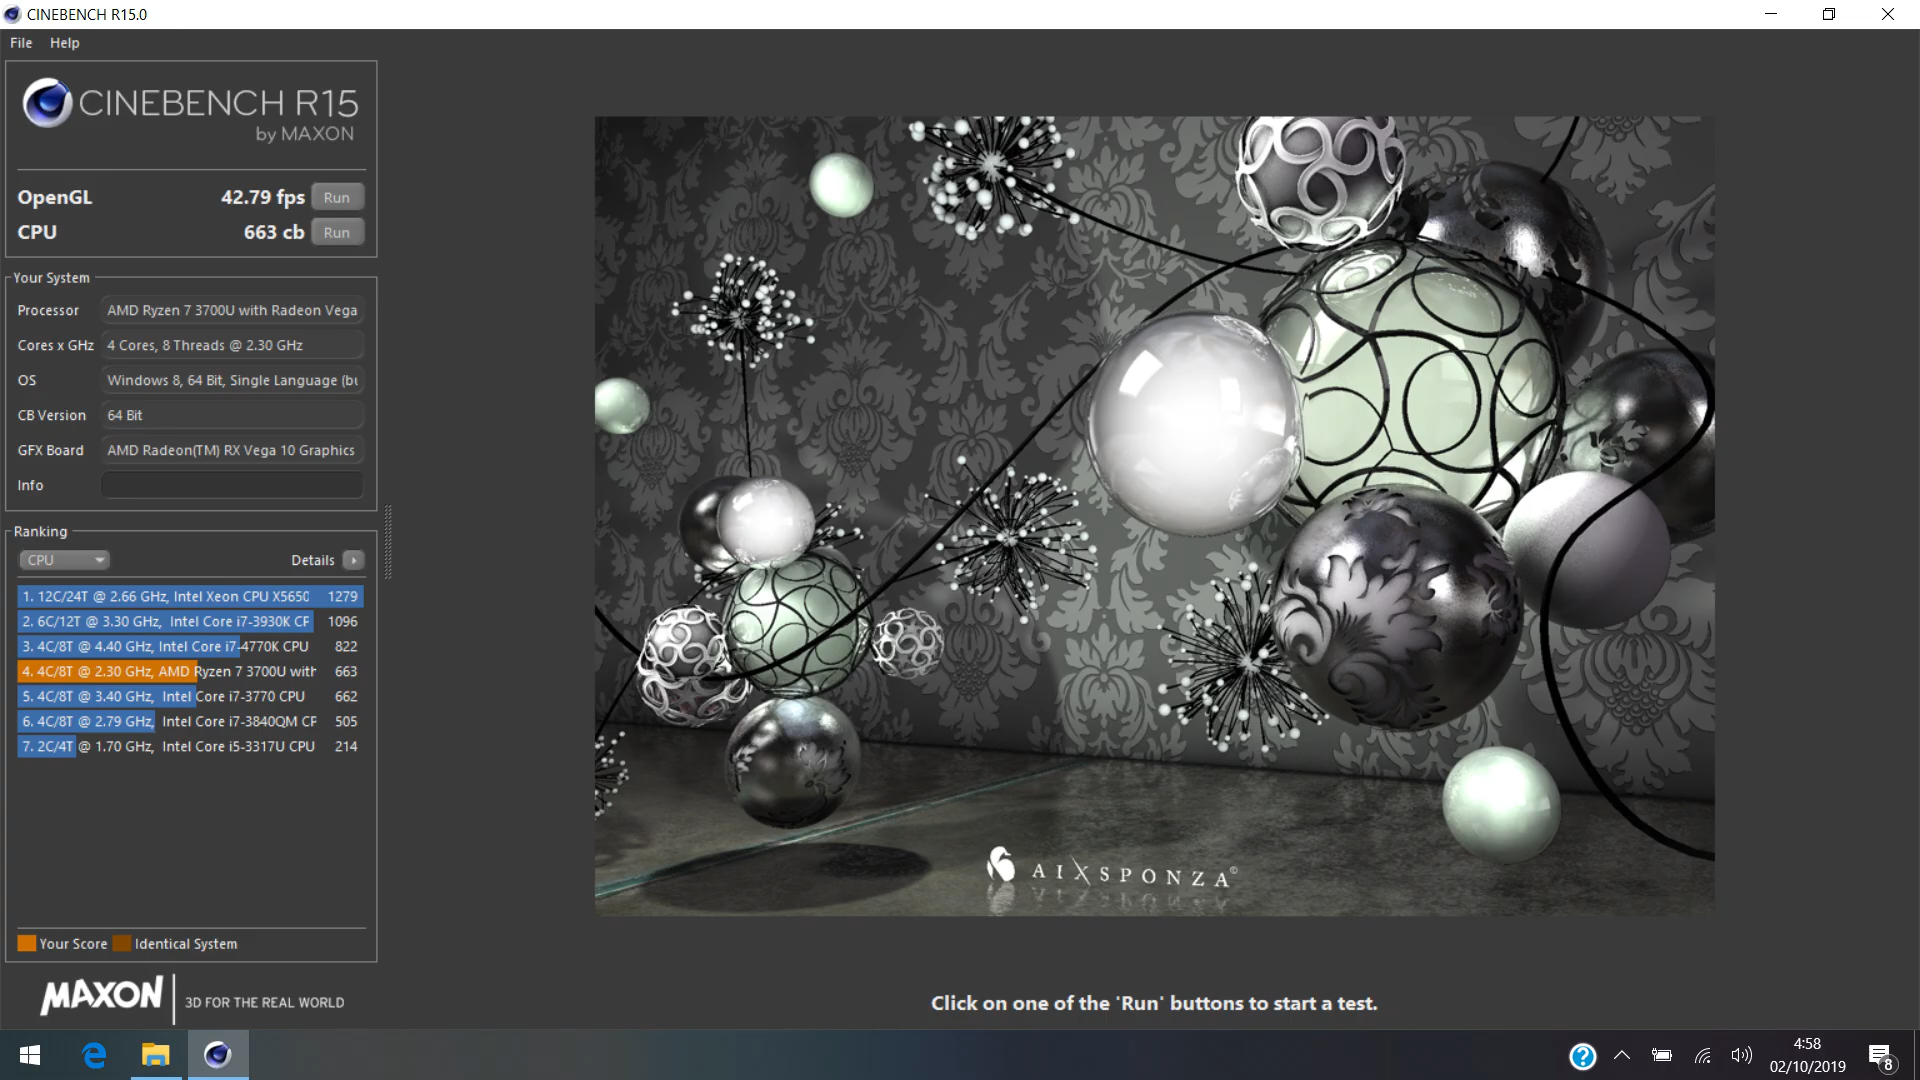 CINEBENCH R15.0
File Help
CINEBENCH R15
by MAXON
OpenGL 42.79 fps Run
CPU 663 cb Run
Your System
Processor AMD Ryzen 7 3700U with Radeon Vega
Cores x GHz 4 Cores, 8 Threads @ 2.30 GHz
OS Windows 8, 64 Bit, Single Language (bu
CB Version 64 Bit
GFX Board AMD Radeon(TM) RX Vega 10 Graphics
Info
Ranking
CPU Details
1. 12C/24T @ 2.66 GHz, Intel Xeon CPU X5650 1279
2. 6C/12T @ 3.30 GHz, Intel Core i7-3930K CP 1096
3. 4C/8T @ 4.40 GHz, Intel Core i7-4770K CPU 822
4. 4C/8T @ 2.30 GHz, AMD Ryzen 7 3700U with 663
5. 4C/8T @ 3.40 GHz, Intel Core i7-3770 CPU 662
6. 4C/8T @ 2.79 GHz, Intel Core i7-3840QM CP 505
7. 2C/4T @ 1.70 GHz, Intel Core i5-3317U CPU 214
Your Score Identical System
MAXON 3D FOR THE REAL WORLD
AIXSPONZA©
Click on one of the 'Run' buttons to start a test.
4:58
02/10/2019
8